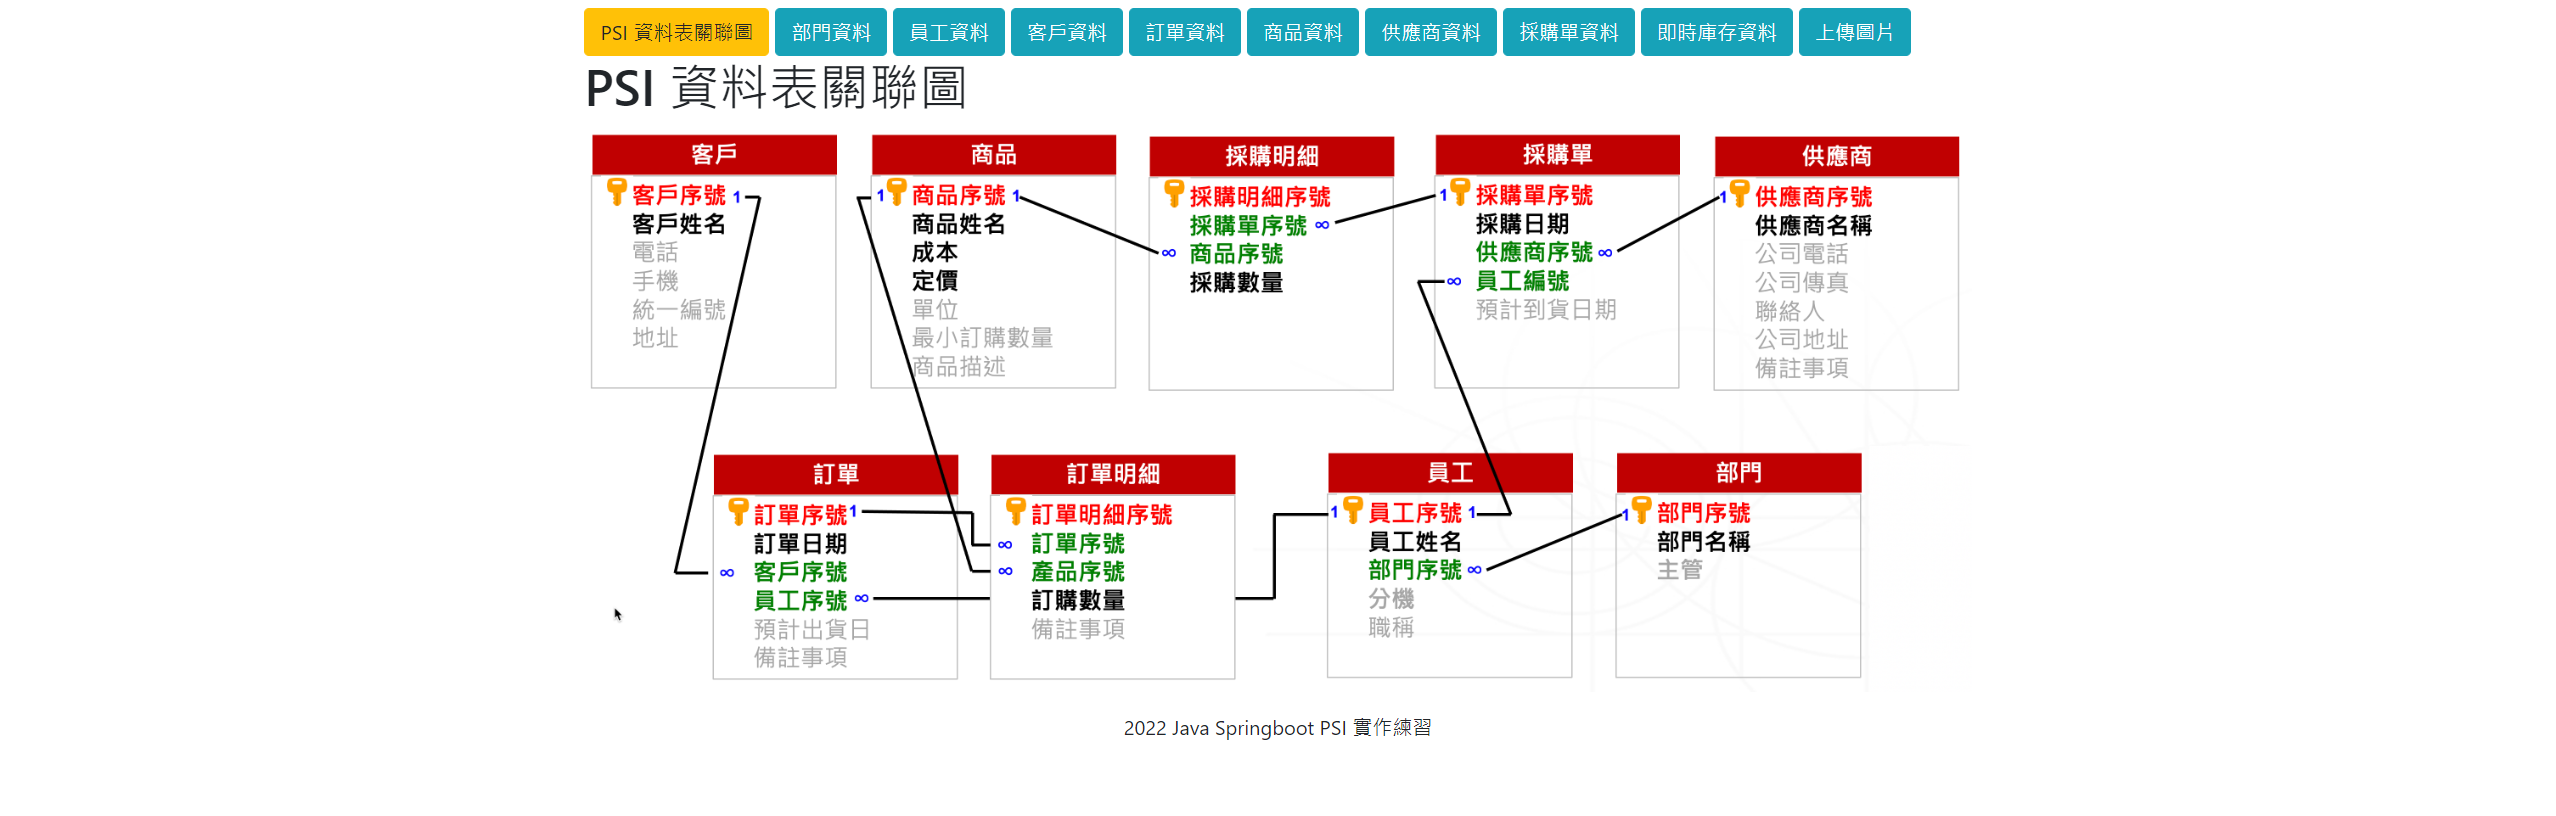 PSI 資料表關聯圖
部門資料
員工資料
客戶資料
訂單資料
商品資料
供應商資料
採購單資料
即時庫存資料
上傳圖片
PSI 資料表關聯圖
客戶
客戶序號 1
客戶姓名
電話
手機
統一編號
地址
商品
1 商品序號 1
商品姓名
成本
定價
單位
最小訂購數量
商品描述
採購明細
採購明細序號
採購單序號 ∞
∞ 商品序號
採購數量
採購單
1 採購單序號
採購日期
供應商序號 ∞
∞ 員工編號
預計到貨日期
供應商
1 供應商序號
供應商名稱
公司電話
公司傳真
聯絡人
公司地址
備註事項
訂單
訂單序號 1
訂單日期
∞ 客戶序號
員工序號 ∞
預計出貨日
備註事項
訂單明細
訂單明細序號
∞ 訂單序號
∞ 產品序號
訂購數量
備註事項
員工
1 員工序號 1
員工姓名
部門序號 ∞
分機
職稱
部門
1 部門序號
部門名稱
主管
2022 Java Springboot PSI 實作練習